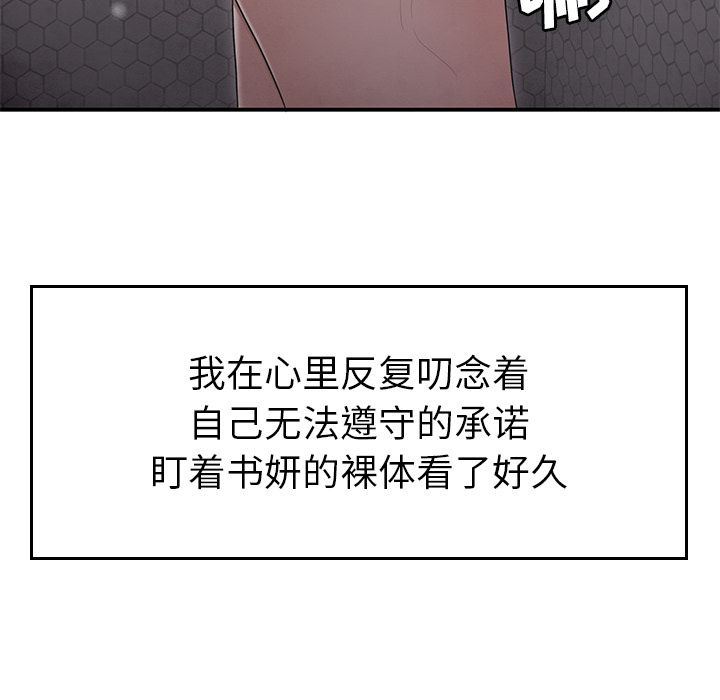 我在心里反复叨念着
自己无法遵守的承诺
盯着书妍的裸体看了好久